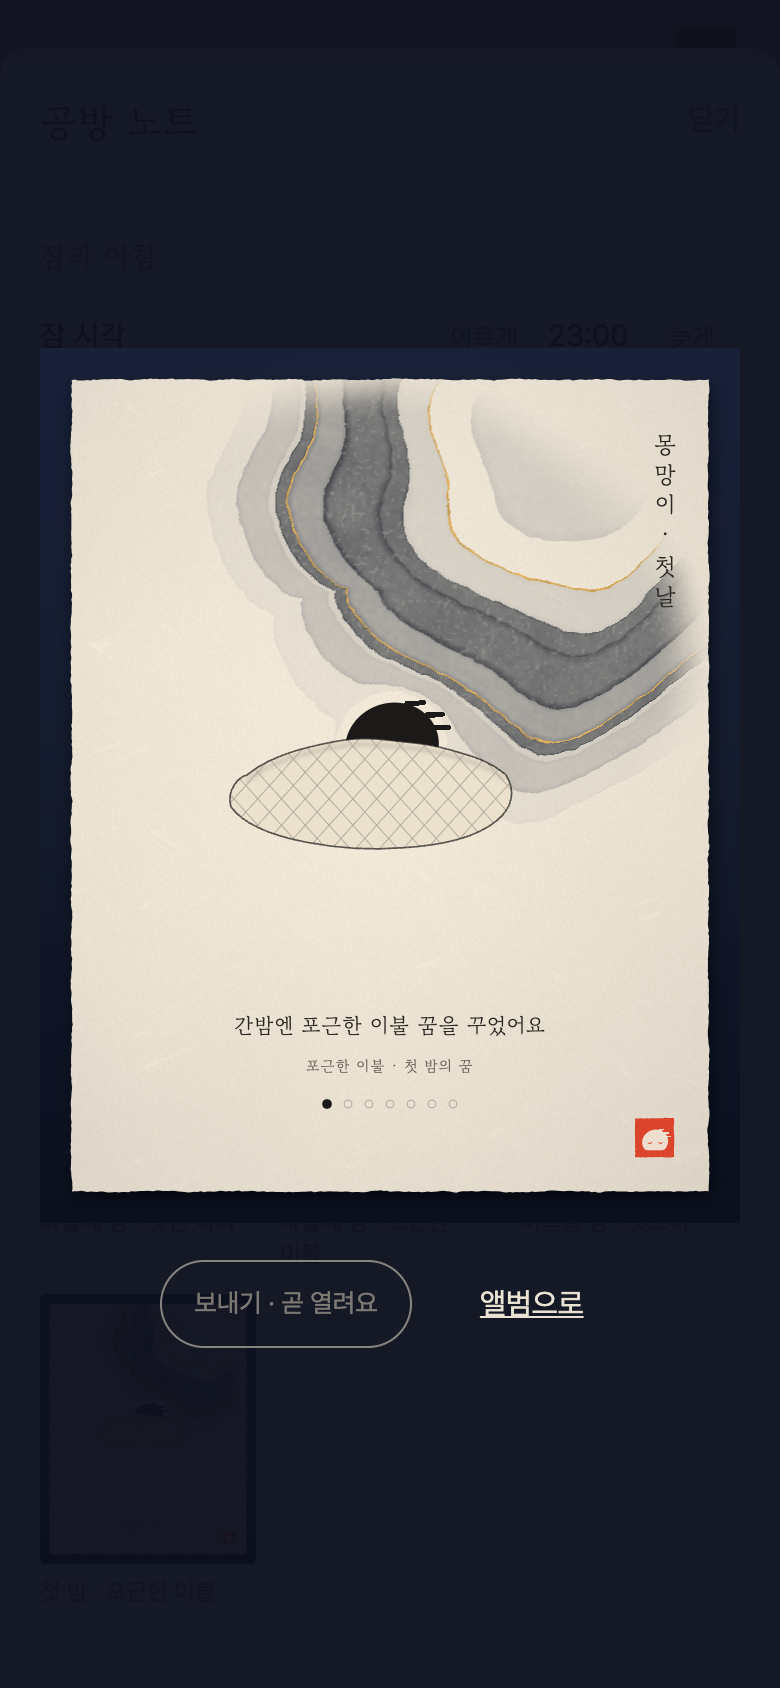 공방 노트
닫기
잠과 아침
잠 시각
이르게
23:00
늦게
몽망이 · 첫날
간밤엔 포근한 이불 꿈을 꾸었어요
포근한 이불 · 첫 밤의 꿈
이불
보내기 · 곧 열려요
앨범으로
첫 밤 · 포근한 이불